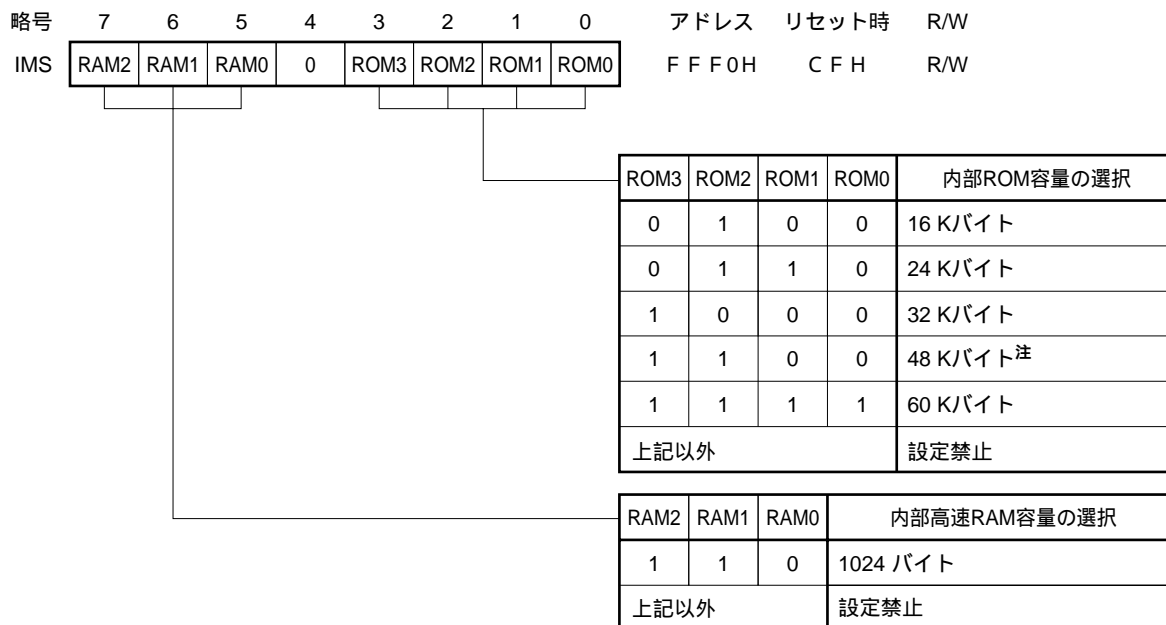 略号 7 6 5 4 3 2 1 0 アドレス リセット時 R/W
IMS RAM2 RAM1 RAM0 0 ROM3 ROM2 ROM1 ROM0 FFF0H CFH R/W
ROM3 ROM2 ROM1 ROM0 内部ROM容量の選択
0 1 0 0 16 Kバイト
0 1 1 0 24 Kバイト
1 0 0 0 32 Kバイト
1 1 0 0 48 Kバイト注
1 1 1 1 60 Kバイト
上記以外 設定禁止
RAM2 RAM1 RAM0 内部高速RAM容量の選択
1 1 0 1024 バイト
上記以外 設定禁止